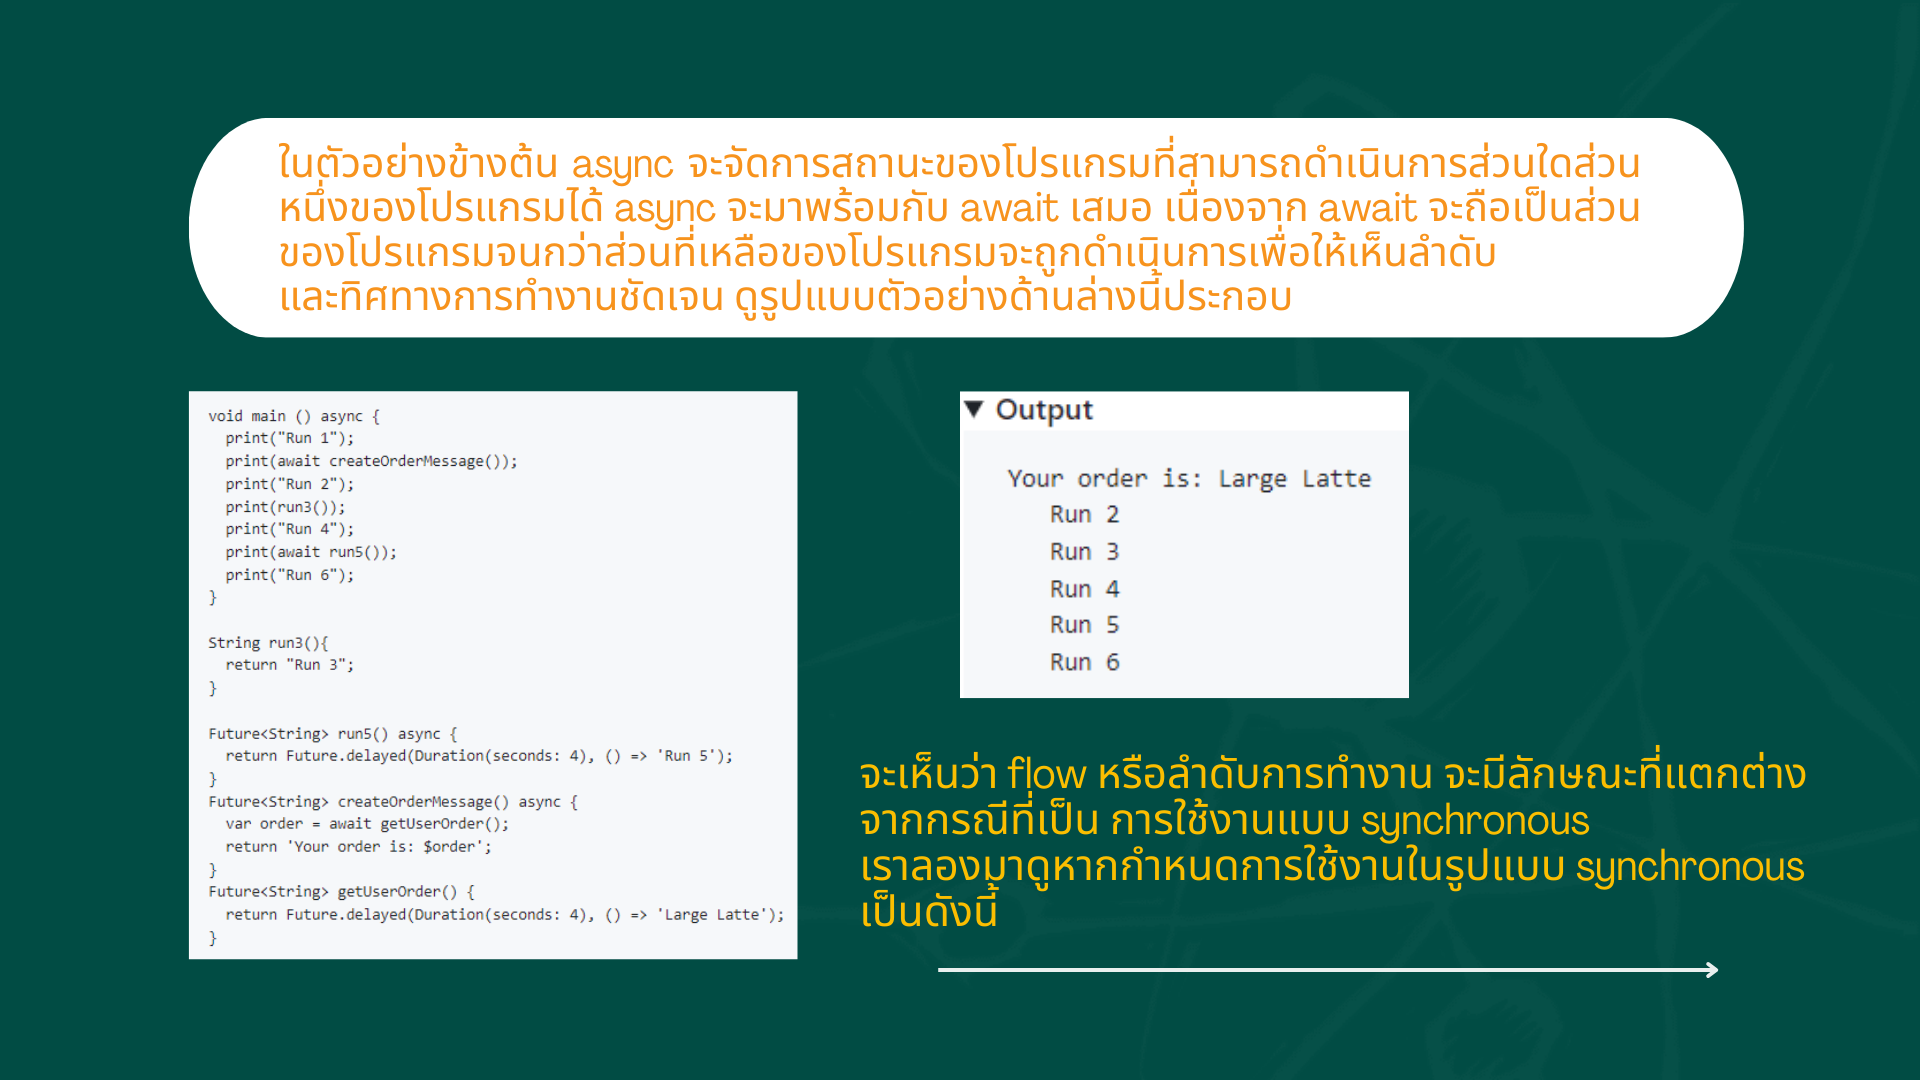 ในตัวอย่างข้างต้น async จะจัดการสถานะของโปรแกรมที่สามารถดำเนินการส่วนใดส่วน
หนึ่งของโปรแกรมได้ async จะมาพร้อมกับ await เสมอ เนื่องจาก await จะถือเป็นส่วน
ของโปรแกรมจนกว่าส่วนที่เหลือของโปรแกรมจะถูกดำเนินการเพื่อให้เห็นลำดับ
และทิศทางการทำงานชัดเจน ดูรูปแบบตัวอย่างด้านล่างนี้ประกอบ
void main () async {
  print("Run 1");
  print(await createOrderMessage());
  print("Run 2");
  print(run3());
  print("Run 4");
  print(await run5());
  print("Run 6");
}
String run3(){
  return "Run 3";
}
Future<String> run5() async {
  return Future.delayed(Duration(seconds: 4), () => 'Run 5');
}
Future<String> createOrderMessage() async {
  var order = await getUserOrder();
  return 'Your order is: $order';
}
Future<String> getUserOrder() {
  return Future.delayed(Duration(seconds: 4), () => 'Large Latte');
}
▼ Output
Your order is: Large Latte
Run 2
Run 3
Run 4
Run 5
Run 6
จะเห็นว่า flow หรือลำดับการทำงาน จะมีลักษณะที่แตกต่าง
จากกรณีที่เป็น การใช้งานแบบ synchronous
เราลองมาดูหากกำหนดการใช้งานในรูปแบบ synchronous
เป็นดังนี้